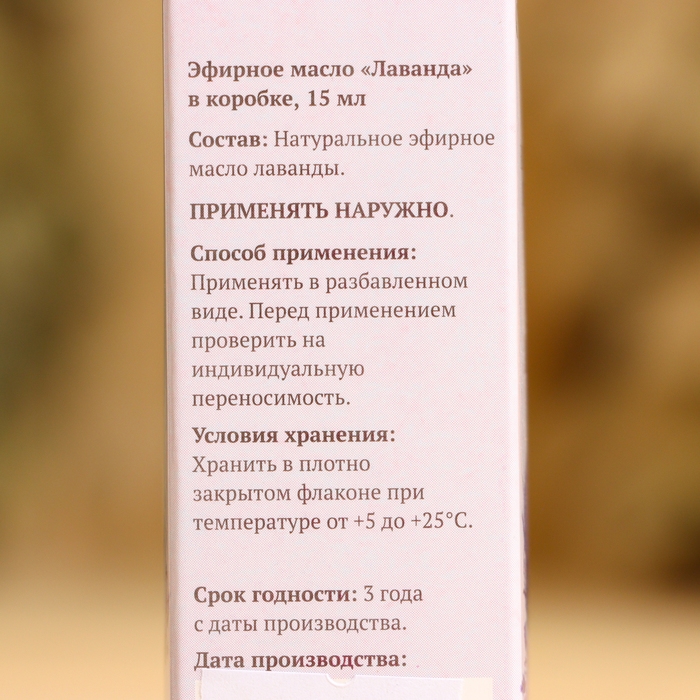 Эфирное масло «Лаванда»
в коробке, 15 мл
Состав: Натуральное эфирное
масло лаванды.
ПРИМЕНЯТЬ НАРУЖНО.
Способ применения:
Применять в разбавленном
виде. Перед применением
проверить на
индивидуальную
переносимость.
Условия хранения:
Хранить в плотно
закрытом флаконе при
температуре от +5 до +25°С.
Срок годности: 3 года
с даты производства.
Дата производства: